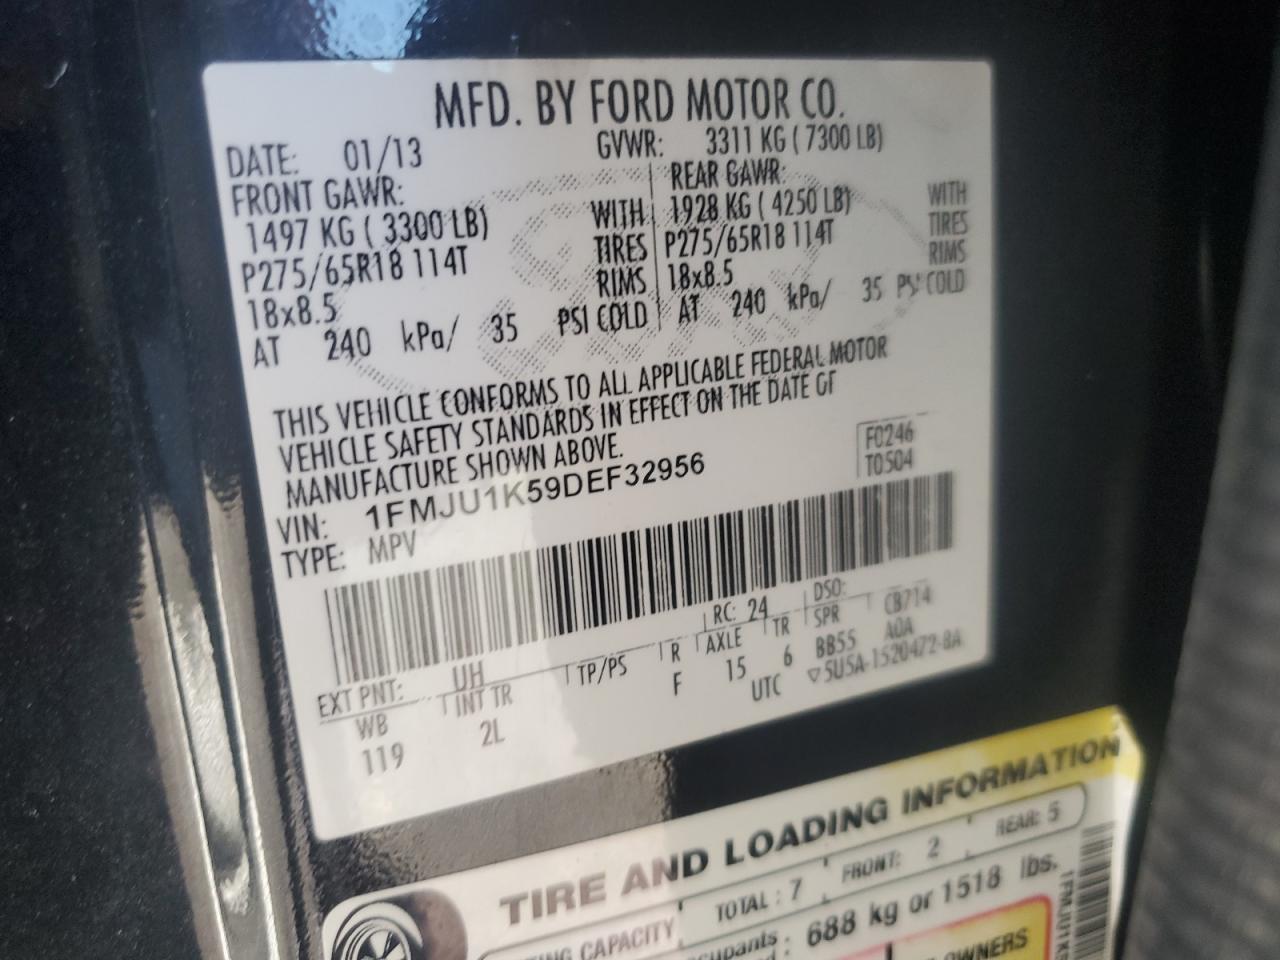 MFD. BY FORD MOTOR CO.
DATE: 01/13 GVWR: 3311 KG ( 7300 LB)
FRONT GAWR: REAR GAWR:
1497 KG ( 3300 LB) WITH 1928 KG ( 4250 LB) WITH
P275/65R18 114T TIRES P275/65R18 114T TIRES
18x8.5 RIMS 18x8.5 RIMS
AT 240 kPa/ 35 PSI COLD AT 240 kPa/ 35 PSI COLD
THIS VEHICLE CONFORMS TO ALL APPLICABLE FEDERAL MOTOR
VEHICLE SAFETY STANDARDS IN EFFECT ON THE DATE OF
MANUFACTURE SHOWN ABOVE.
F0246
T0504
VIN: 1FMJU1K59DEF32956
TYPE: MPV
EXT PNT: UH RC: 24 DSO:
WB INT TR TP/PS R AXLE TR SPR CB714
119 2L F 15 6 BB55 A0A
UTC ▽5U5A-1520472-8A
TIRE AND LOADING INFORMATION
CAPACITY TOTAL : 7 FRONT: 2 REAR: 5
688 kg or 1518 lbs.
OWNERS